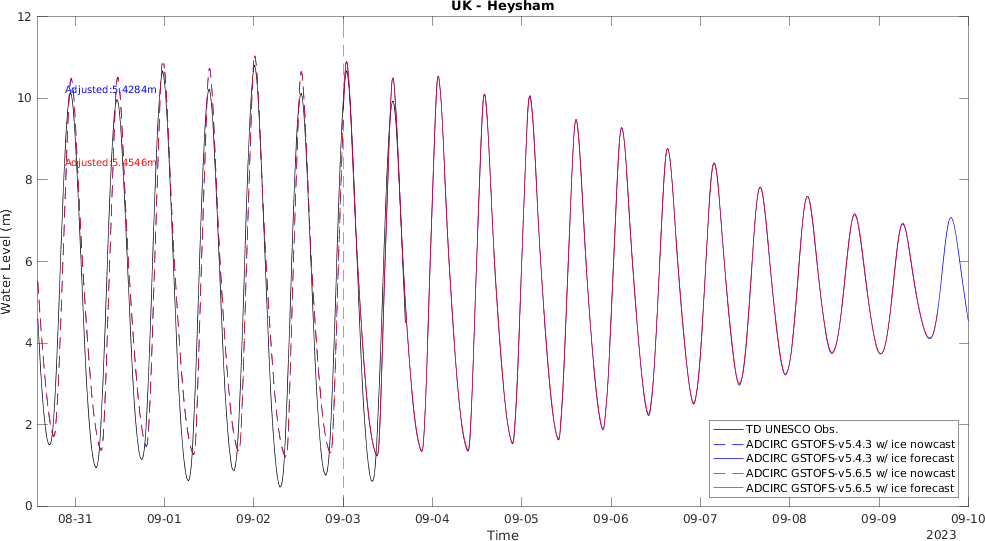 UK - Heysham
12
10
8
6
4
2
0
Water Level (m)
Adjusted:5.4284m
Adjusted:5.4546m
TD UNESCO Obs.
ADCIRC GSTOFS-v5.4.3 w/ ice nowcast
ADCIRC GSTOFS-v5.4.3 w/ ice forecast
ADCIRC GSTOFS-v5.6.5 w/ ice nowcast
ADCIRC GSTOFS-v5.6.5 w/ ice forecast
08-31 09-01 09-02 09-03 09-04 09-05 09-06 09-07 09-08 09-09 09-10
Time
2023